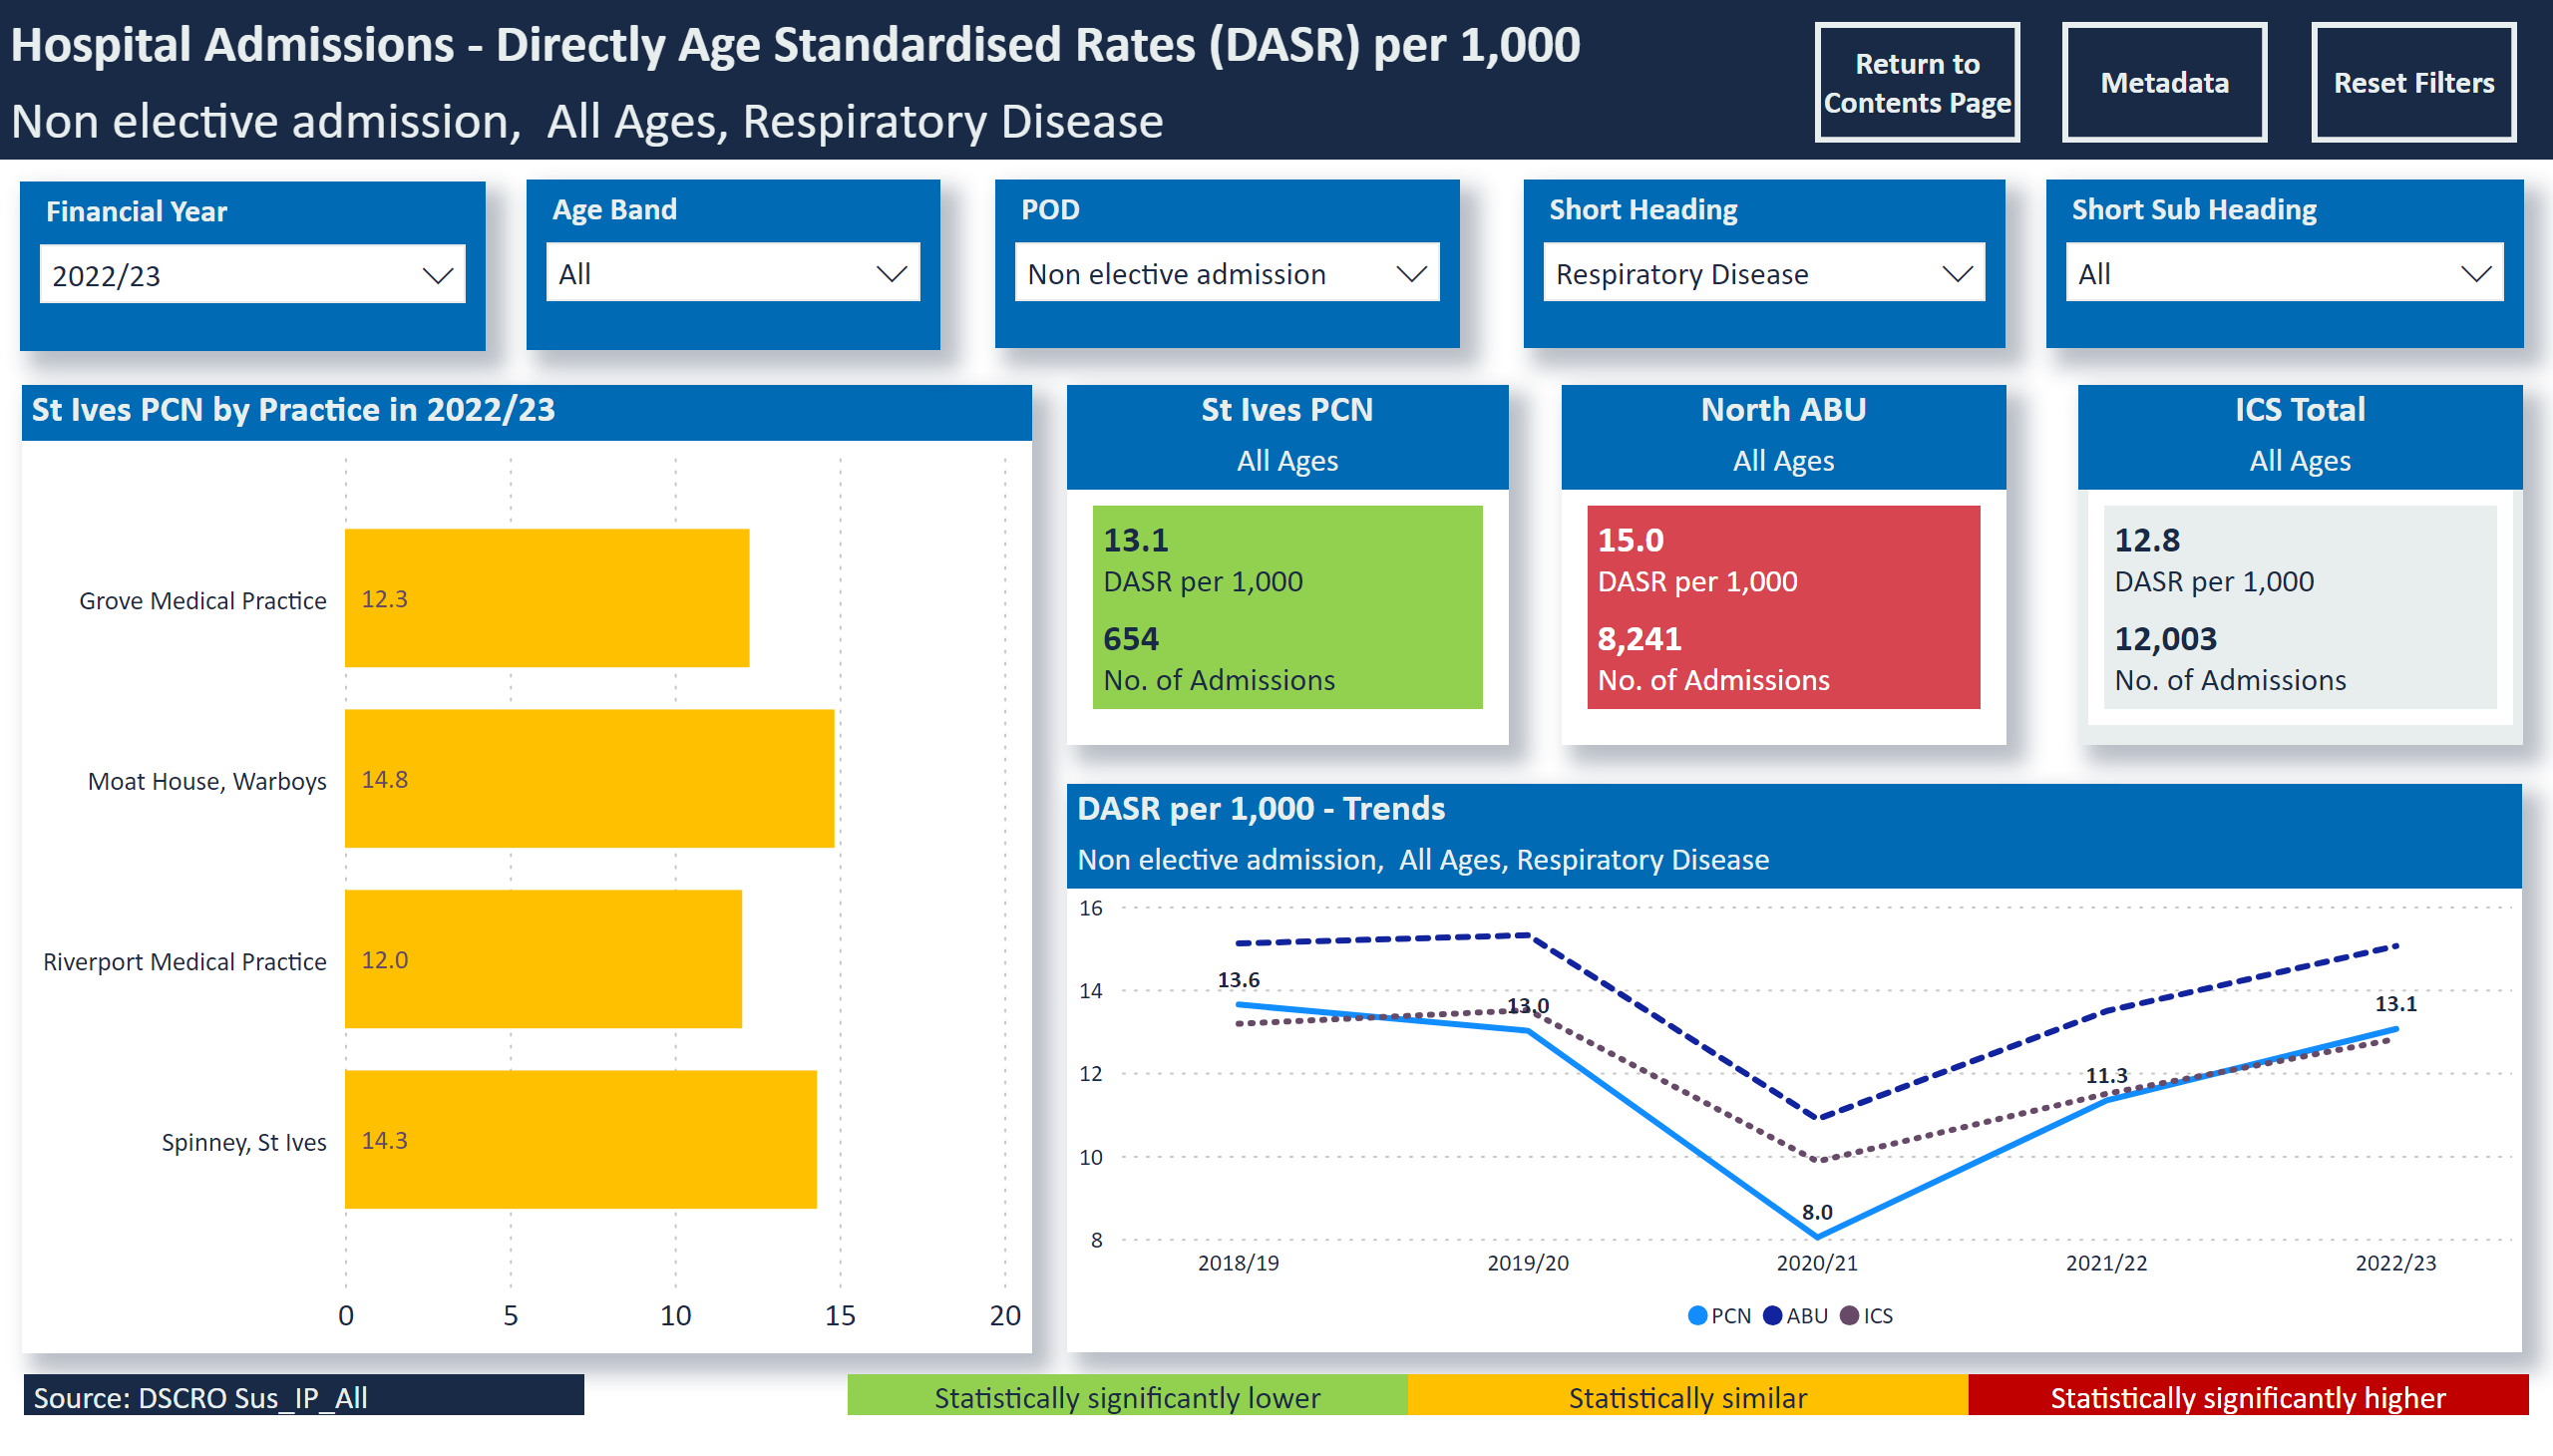 Hospital Admissions - Directly Age Standardised Rates (DASR) per 1,000
Non elective admission,  All Ages, Respiratory Disease
Return to
Contents Page
Metadata
Reset Filters
Financial Year
2022/23
Age Band
All
POD
Non elective admission
Short Heading
Respiratory Disease
Short Sub Heading
All
St Ives PCN by Practice in 2022/23
Grove Medical Practice
12.3
Moat House, Warboys
14.8
Riverport Medical Practice
12.0
Spinney, St Ives
14.3
0 5 10 15 20
St Ives PCN
All Ages
13.1
DASR per 1,000
654
No. of Admissions
North ABU
All Ages
15.0
DASR per 1,000
8,241
No. of Admissions
ICS Total
All Ages
12.8
DASR per 1,000
12,003
No. of Admissions
DASR per 1,000 - Trends
Non elective admission,  All Ages, Respiratory Disease
16
14
12
10
8
13.6
13.0
8.0
11.3
13.1
2018/19 2019/20 2020/21 2021/22 2022/23
PCN ABU ICS
Source: DSCRO Sus_IP_All
Statistically significantly lower
Statistically similar
Statistically significantly higher